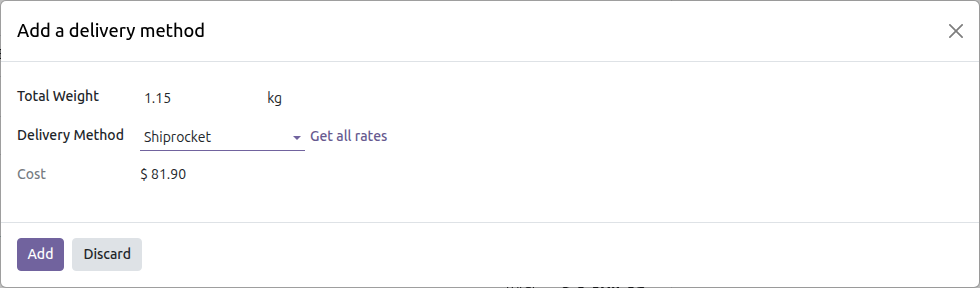 Add a delivery method
Total Weight 1.15 kg
Delivery Method Shiprocket Get all rates
Cost $ 81.90
Add Discard